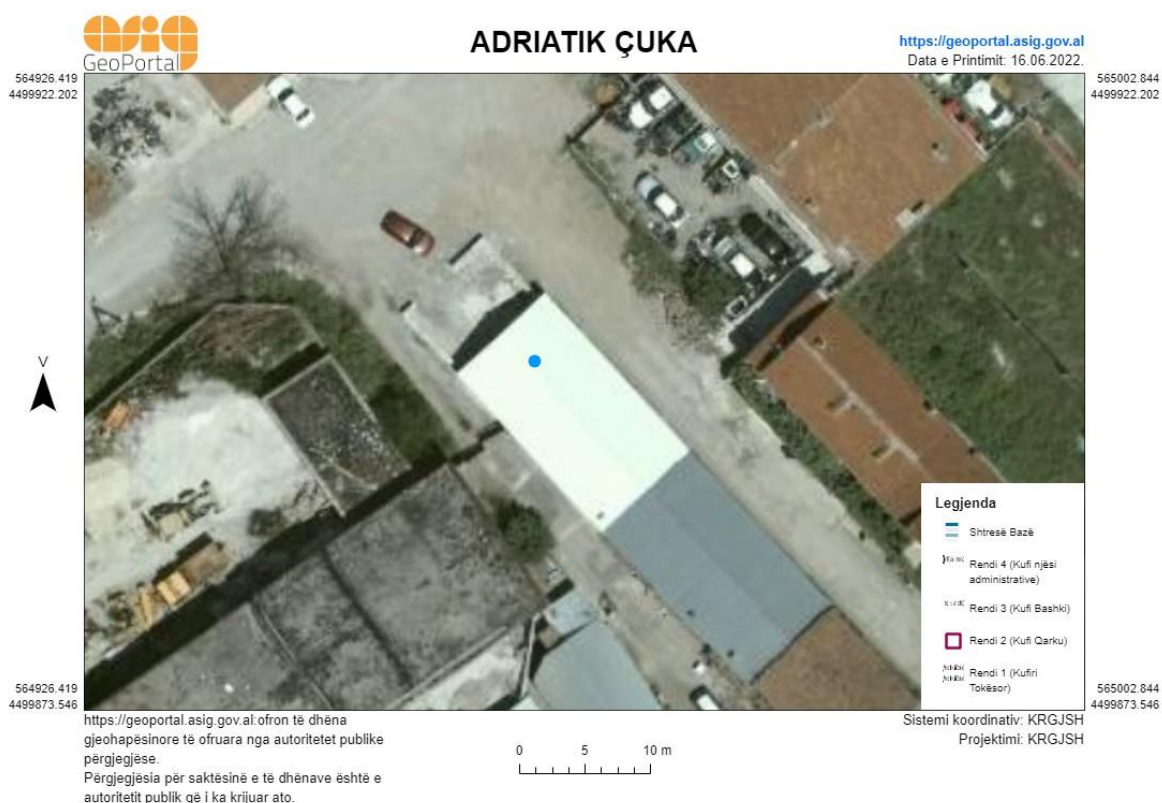 asig
GeoPortal
ADRIATIK ÇUKA
https://geoportal.asig.gov.al
Data e Printimit: 16.06.2022.
564926.419
4499922.202
565002.844
4499922.202
V
Legjenda
Shtresë Bazë
Rendi 4 (Kufi njësi
administrative)
Rendi 3 (Kufi Bashki)
Rendi 2 (Kufi Qarku)
Rendi 1 (Kufiri
Tokësor)
564926.419
4499873.546
565002.844
4499873.546
https://geoportal.asig.gov.al:ofron të dhëna
gjeohapësinore të ofruara nga autoritetet publike
përgjegjëse.
Përgjegjësia për saktësinë e të dhënave është e
autoritetit publik që i ka krijuar ato.
0 5 10 m
Sistemi koordinativ: KRGJSH
Projektimi: KRGJSH